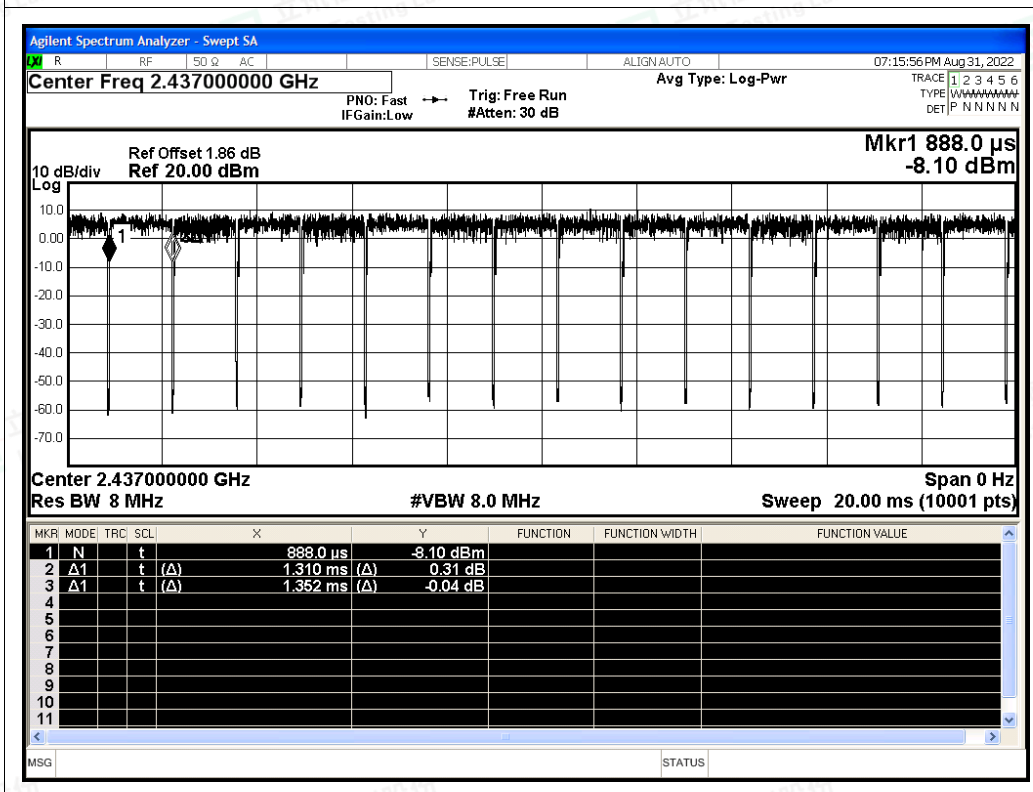 Agilent Spectrum Analyzer - Swept SA
LXI R RF 50 Ω AC SENSE:PULSE ALIGN AUTO 07:15:56 PM Aug 31, 2022
Center Freq 2.437000000 GHz Avg Type: Log-Pwr TRACE 1 2 3 4 5 6
PNO: Fast Trig: Free Run TYPE WWWWWW
IFGain:Low #Atten: 30 dB DET P N N N N N
Mkr1 888.0 µs
Ref Offset 1.86 dB
10 dB/div Ref 20.00 dBm -8.10 dBm
Log
10.0
1
0.00
-10.0
-20.0
-30.0
-40.0
-50.0
-60.0
-70.0
Center 2.437000000 GHz Span 0 Hz
Res BW 8 MHz #VBW 8.0 MHz Sweep 20.00 ms (10001 pts)
MKR MODE TRC SCL X Y FUNCTION FUNCTION WIDTH FUNCTION VALUE
1 N t 888.0 µs -8.10 dBm
2 Δ1 t (Δ) 1.310 ms (Δ) 0.31 dB
3 Δ1 t (Δ) 1.352 ms (Δ) -0.04 dB
4
5
6
7
8
9
10
11
MSG STATUS